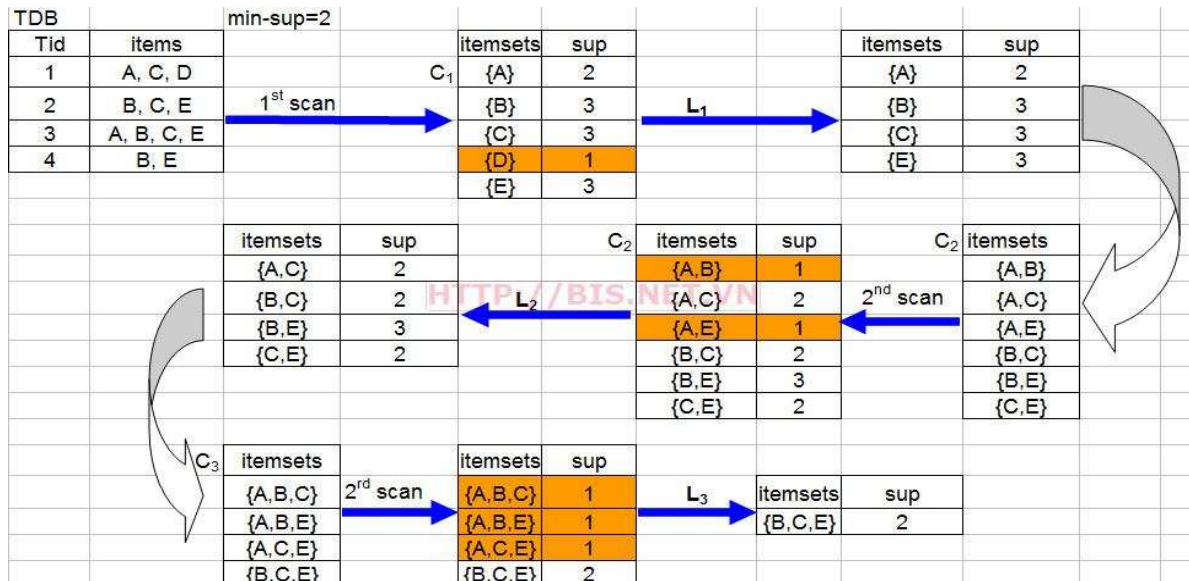 TDB min-sup=2
Tid items itemsets sup itemsets sup
1 A, C, D C1 {A} 2 {A} 2
2 B, C, E 1st scan {B} 3 L1 {B} 3
3 A, B, C, E {C} 3 {C} 3
4 B, E {D} 1 {E} 3
{E} 3
itemsets sup C2 itemsets sup C2 itemsets
{A,C} 2 {A,B} 1 {A,B}
{B,C} 2 HTTP://BIS.NET.VN L2 {A,C} 2 2nd scan {A,C}
{B,E} 3 {A,E} 1 {A,E}
{C,E} 2 {B,C} 2 {B,C}
{B,E} 3 {B,E}
{C,E} 2 {C,E}
C3 itemsets itemsets sup
{A,B,C} 2rd scan {A,B,C} 1 L3 itemsets sup
{A,B,E} {A,B,E} 1 {B,C,E} 2
{A,C,E} {A,C,E} 1
{B,C,E} {B,C,E} 2